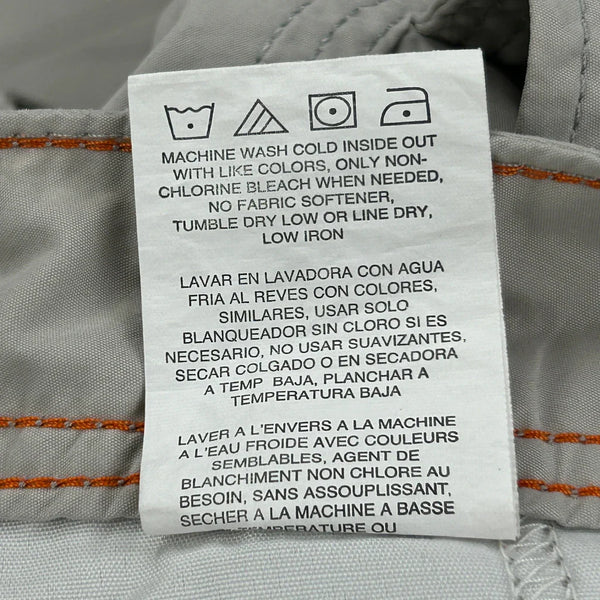 MACHINE WASH COLD INSIDE OUT
WITH LIKE COLORS, ONLY NON-
CHLORINE BLEACH WHEN NEEDED,
NO FABRIC SOFTENER,
TUMBLE DRY LOW OR LINE DRY,
LOW IRON
LAVAR EN LAVADORA CON AGUA
FRIA AL REVES CON COLORES,
SIMILARES, USAR SOLO
BLANQUEADOR SIN CLORO SI ES
NECESARIO, NO USAR SUAVIZANTES,
SECAR COLGADO O EN SECADORA
A TEMP BAJA, PLANCHAR A
TEMPERATURA BAJA
LAVER A L'ENVERS A LA MACHINE
A L'EAU FROIDE AVEC COULEURS
SEMBLABLES, AGENT DE
BLANCHIMENT NON CHLORE AU
BESOIN, SANS ASSOUPLISSANT,
SECHER A LA MACHINE A BASSE
TEMPERATURE OU